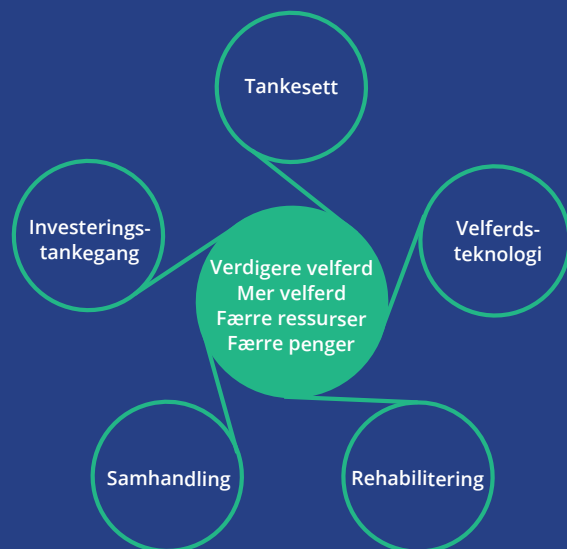 Tankesett
Investerings-
tankegang
Velferds-
teknologi
Verdigere velferd
Mer velferd
Færre ressurser
Færre penger
Samhandling
Rehabilitering